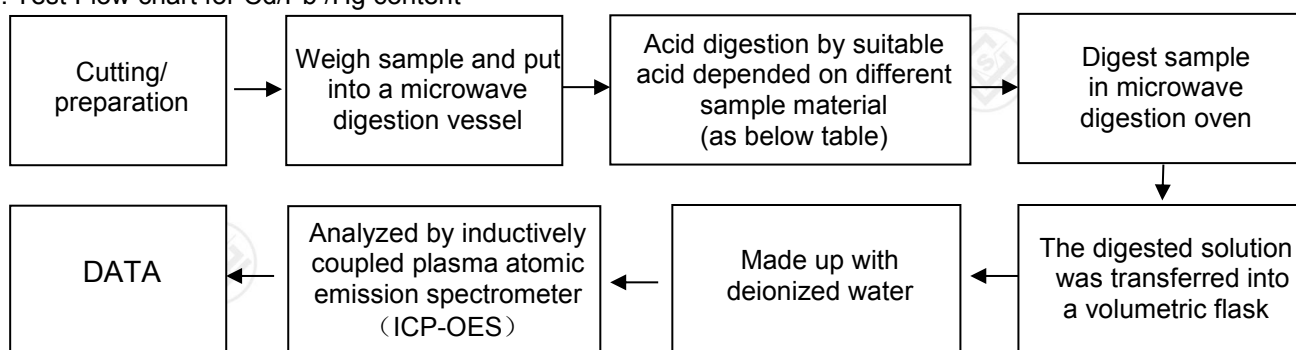 . Test Flow chart for Cd/Pb /Hg content
Cutting/
preparation
Weigh sample and put
into a microwave
digestion vessel
Acid digestion by suitable
acid depended on different
sample material
(as below table)
Digest sample
in microwave
digestion oven
The digested solution
was transferred into
a volumetric flask
Made up with
deionized water
Analyzed by inductively
coupled plasma atomic
emission spectrometer
（ICP-OES）
DATA